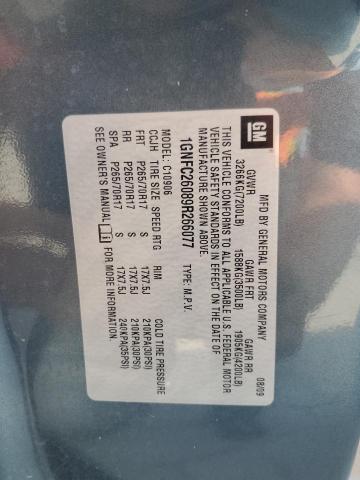 GM
MFD BY GENERAL MOTORS COMPANY
08/09
GVWR GAWR FRT GAWR RR
3266KG(7200LB) 1588KG(3500LB) 1905KG(4200LB)
THIS VEHICLE CONFORMS TO ALL APPLICABLE U.S. FEDERAL MOTOR
VEHICLE SAFETY STANDARDS IN EFFECT ON THE DATE OF
MANUFACTURE SHOWN ABOVE.
1GNFC26089R266077 TYPE: M.P.V.
MODEL: C10906
CCJH TIRE SIZE SPEED RTG RIM COLD TIRE PRESSURE
FRT P265/70R17 S 17X7.5J 210KPA(30PSI)
RR P265/70R17 S 17X7.5J 210KPA(30PSI)
SPA P265/70R17 S 17X7.5J 240KPA(35PSI)
SEE OWNER'S MANUAL FOR MORE INFORMATION.